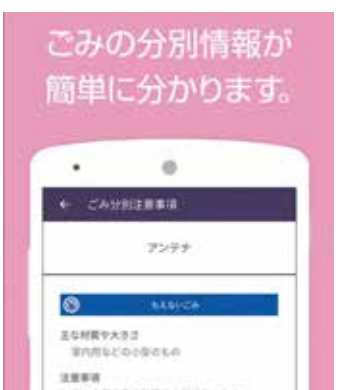 ごみの分別情報が
簡単に分かります。
← ごみ分別注意事項
アンテナ
もえないごみ
主な材質や大きさ
室内用などの小型のもの
注意事項